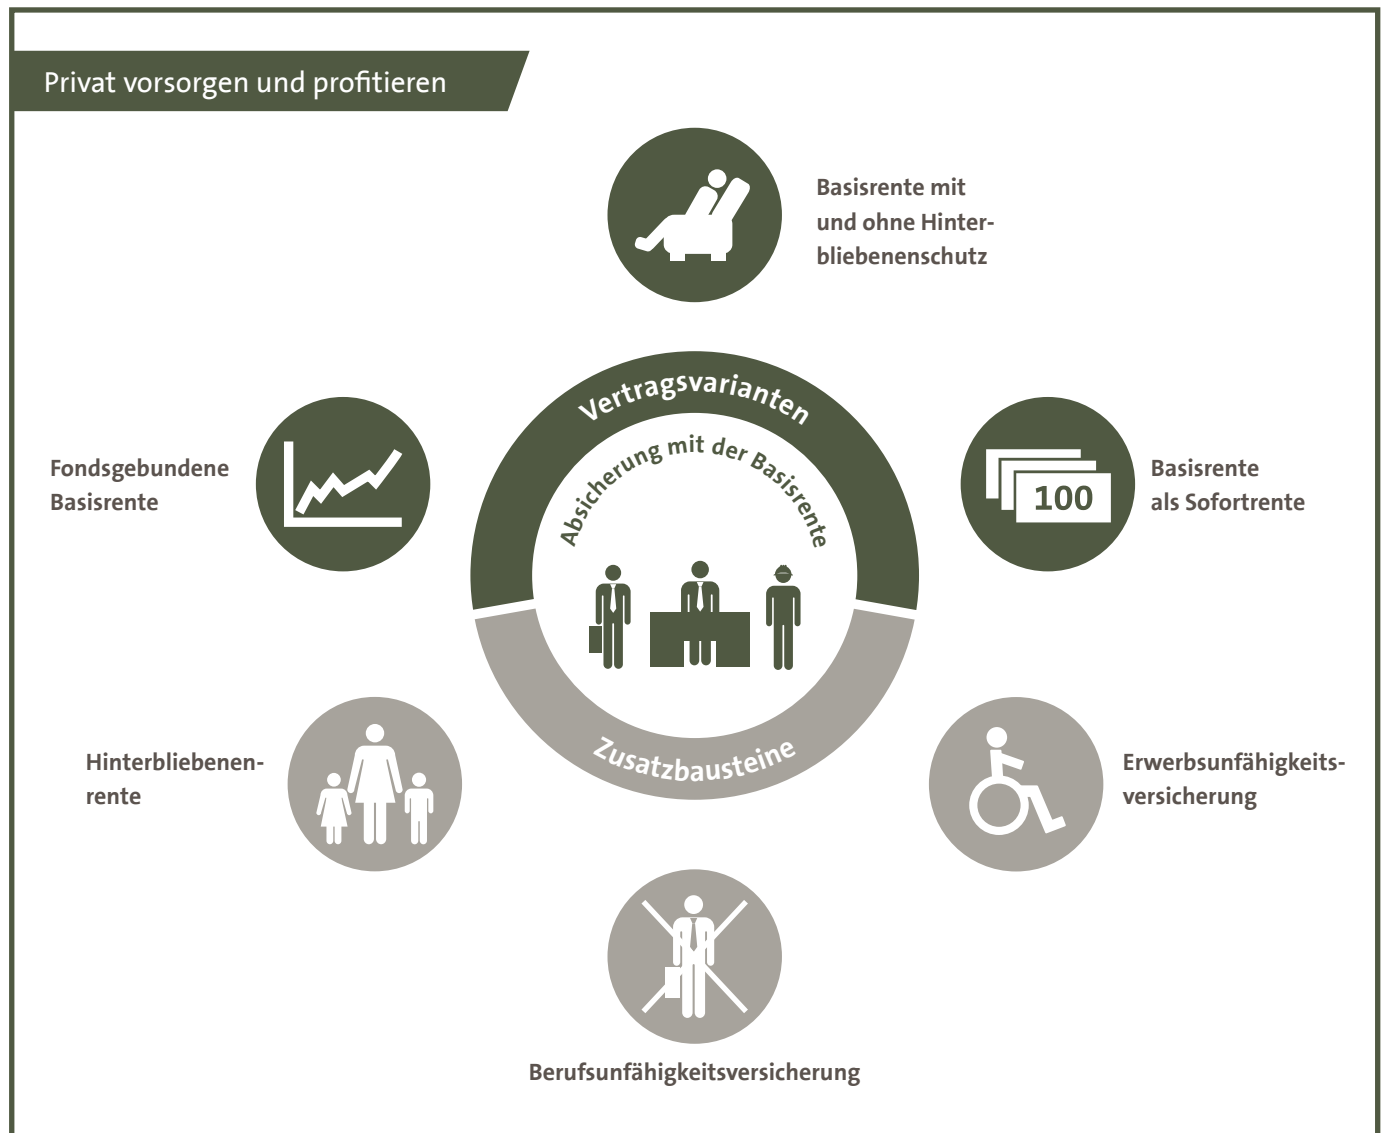 Privat vorsorgen und profitieren
Basisrente mit
und ohne Hinter-
bliebenenschutz
Vertragsvarianten
Absicherung mit der Basisrente
Fondsgebundene
Basisrente
100
Basisrente
als Sofortrente
Zusatzbausteine
Hinterbliebenen-
rente
Erwerbsunfähigkeits-
versicherung
Berufsunfähigkeitsversicherung